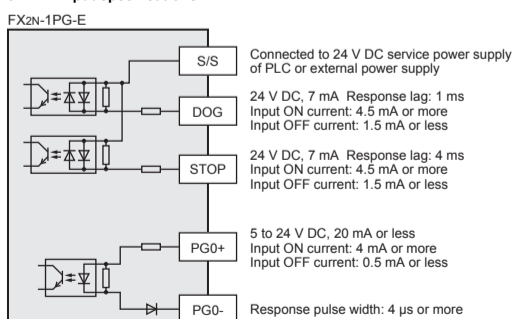 FX2N-1PG-E
S/S
Connected to 24 V DC service power supply
of PLC or external power supply
DOG
24 V DC, 7 mA Response lag: 1 ms
Input ON current: 4.5 mA or more
Input OFF current: 1.5 mA or less
STOP
24 V DC, 7 mA Response lag: 4 ms
Input ON current: 4.5 mA or more
Input OFF current: 1.5 mA or less
PG0+
5 to 24 V DC, 20 mA or less
Input ON current: 4 mA or more
Input OFF current: 0.5 mA or less
PG0-
Response pulse width: 4 µs or more